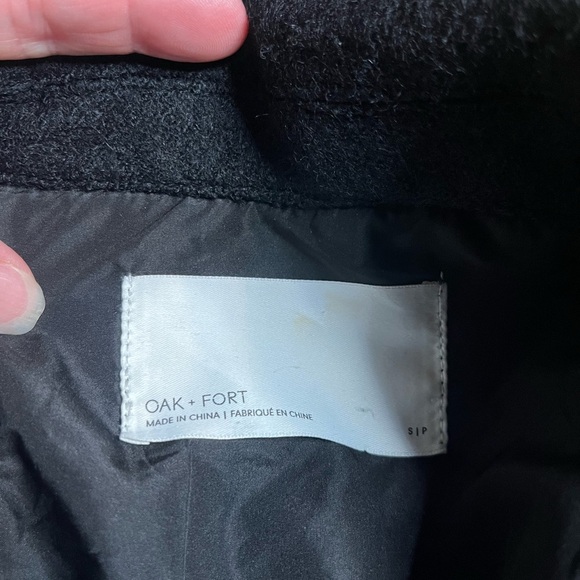 OAK + FORT
MADE IN CHINA | FABRIQUÉ EN CHINE
S|P